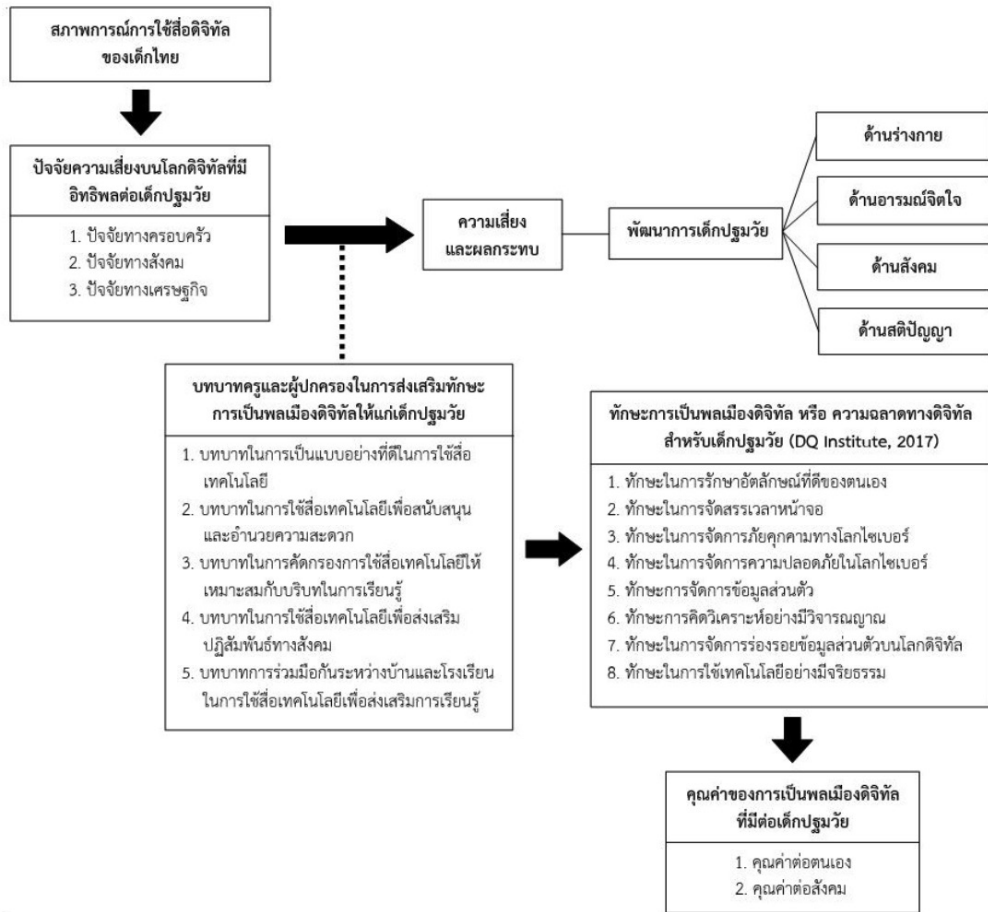 สภาพการณ์การใช้สื่อดิจิทัล
ของเด็กไทย
ปัจจัยความเสี่ยงบนโลกดิจิทัลที่มี
อิทธิพลต่อเด็กปฐมวัย
1. ปัจจัยทางครอบครัว
2. ปัจจัยทางสังคม
3. ปัจจัยทางเศรษฐกิจ
ความเสี่ยง
และผลกระทบ
พัฒนาการเด็กปฐมวัย
ด้านร่างกาย
ด้านอารมณ์จิตใจ
ด้านสังคม
ด้านสติปัญญา
บทบาทครูและผู้ปกครองในการส่งเสริมทักษะ
การเป็นพลเมืองดิจิทัลให้แก่เด็กปฐมวัย
1. บทบาทในการเป็นแบบอย่างที่ดีในการใช้สื่อ
เทคโนโลยี
2. บทบาทในการใช้สื่อเทคโนโลยีเพื่อสนับสนุน
และอำนวยความสะดวก
3. บทบาทในการคัดกรองการใช้สื่อเทคโนโลยีให้
เหมาะสมกับบริบทในการเรียนรู้
4. บทบาทในการใช้สื่อเทคโนโลยีเพื่อส่งเสริม
ปฏิสัมพันธ์ทางสังคม
5. บทบาทการร่วมมือกันระหว่างบ้านและโรงเรียน
ในการใช้สื่อเทคโนโลยีเพื่อส่งเสริมการเรียนรู้
ทักษะการเป็นพลเมืองดิจิทัล หรือ ความฉลาดทางดิจิทัล
สำหรับเด็กปฐมวัย (DQ Institute, 2017)
1. ทักษะในการรักษาอัตลักษณ์ที่ดีของตนเอง
2. ทักษะในการจัดสรรเวลาหน้าจอ
3. ทักษะในการจัดการภัยคุกคามทางโลกไซเบอร์
4. ทักษะในการจัดการความปลอดภัยในโลกไซเบอร์
5. ทักษะการจัดการข้อมูลส่วนตัว
6. ทักษะการคิดวิเคราะห์อย่างมีวิจารณญาณ
7. ทักษะในการจัดการร่องรอยข้อมูลส่วนตัวบนโลกดิจิทัล
8. ทักษะในการใช้เทคโนโลยีอย่างมีจริยธรรม
คุณค่าของการเป็นพลเมืองดิจิทัล
ที่มีต่อเด็กปฐมวัย
1. คุณค่าต่อตนเอง
2. คุณค่าต่อสังคม